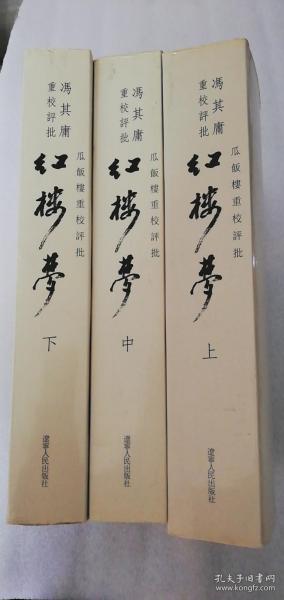 馮其庸
重校評批
瓜飯樓重校評批
紅樓夢
上
遼寧人民出版社
馮其庸
重校評批
瓜飯樓重校評批
紅樓夢
中
遼寧人民出版社
馮其庸
重校評批
瓜飯樓重校評批
紅樓夢
下
遼寧人民出版社
孔夫子旧书网
kongfz.com